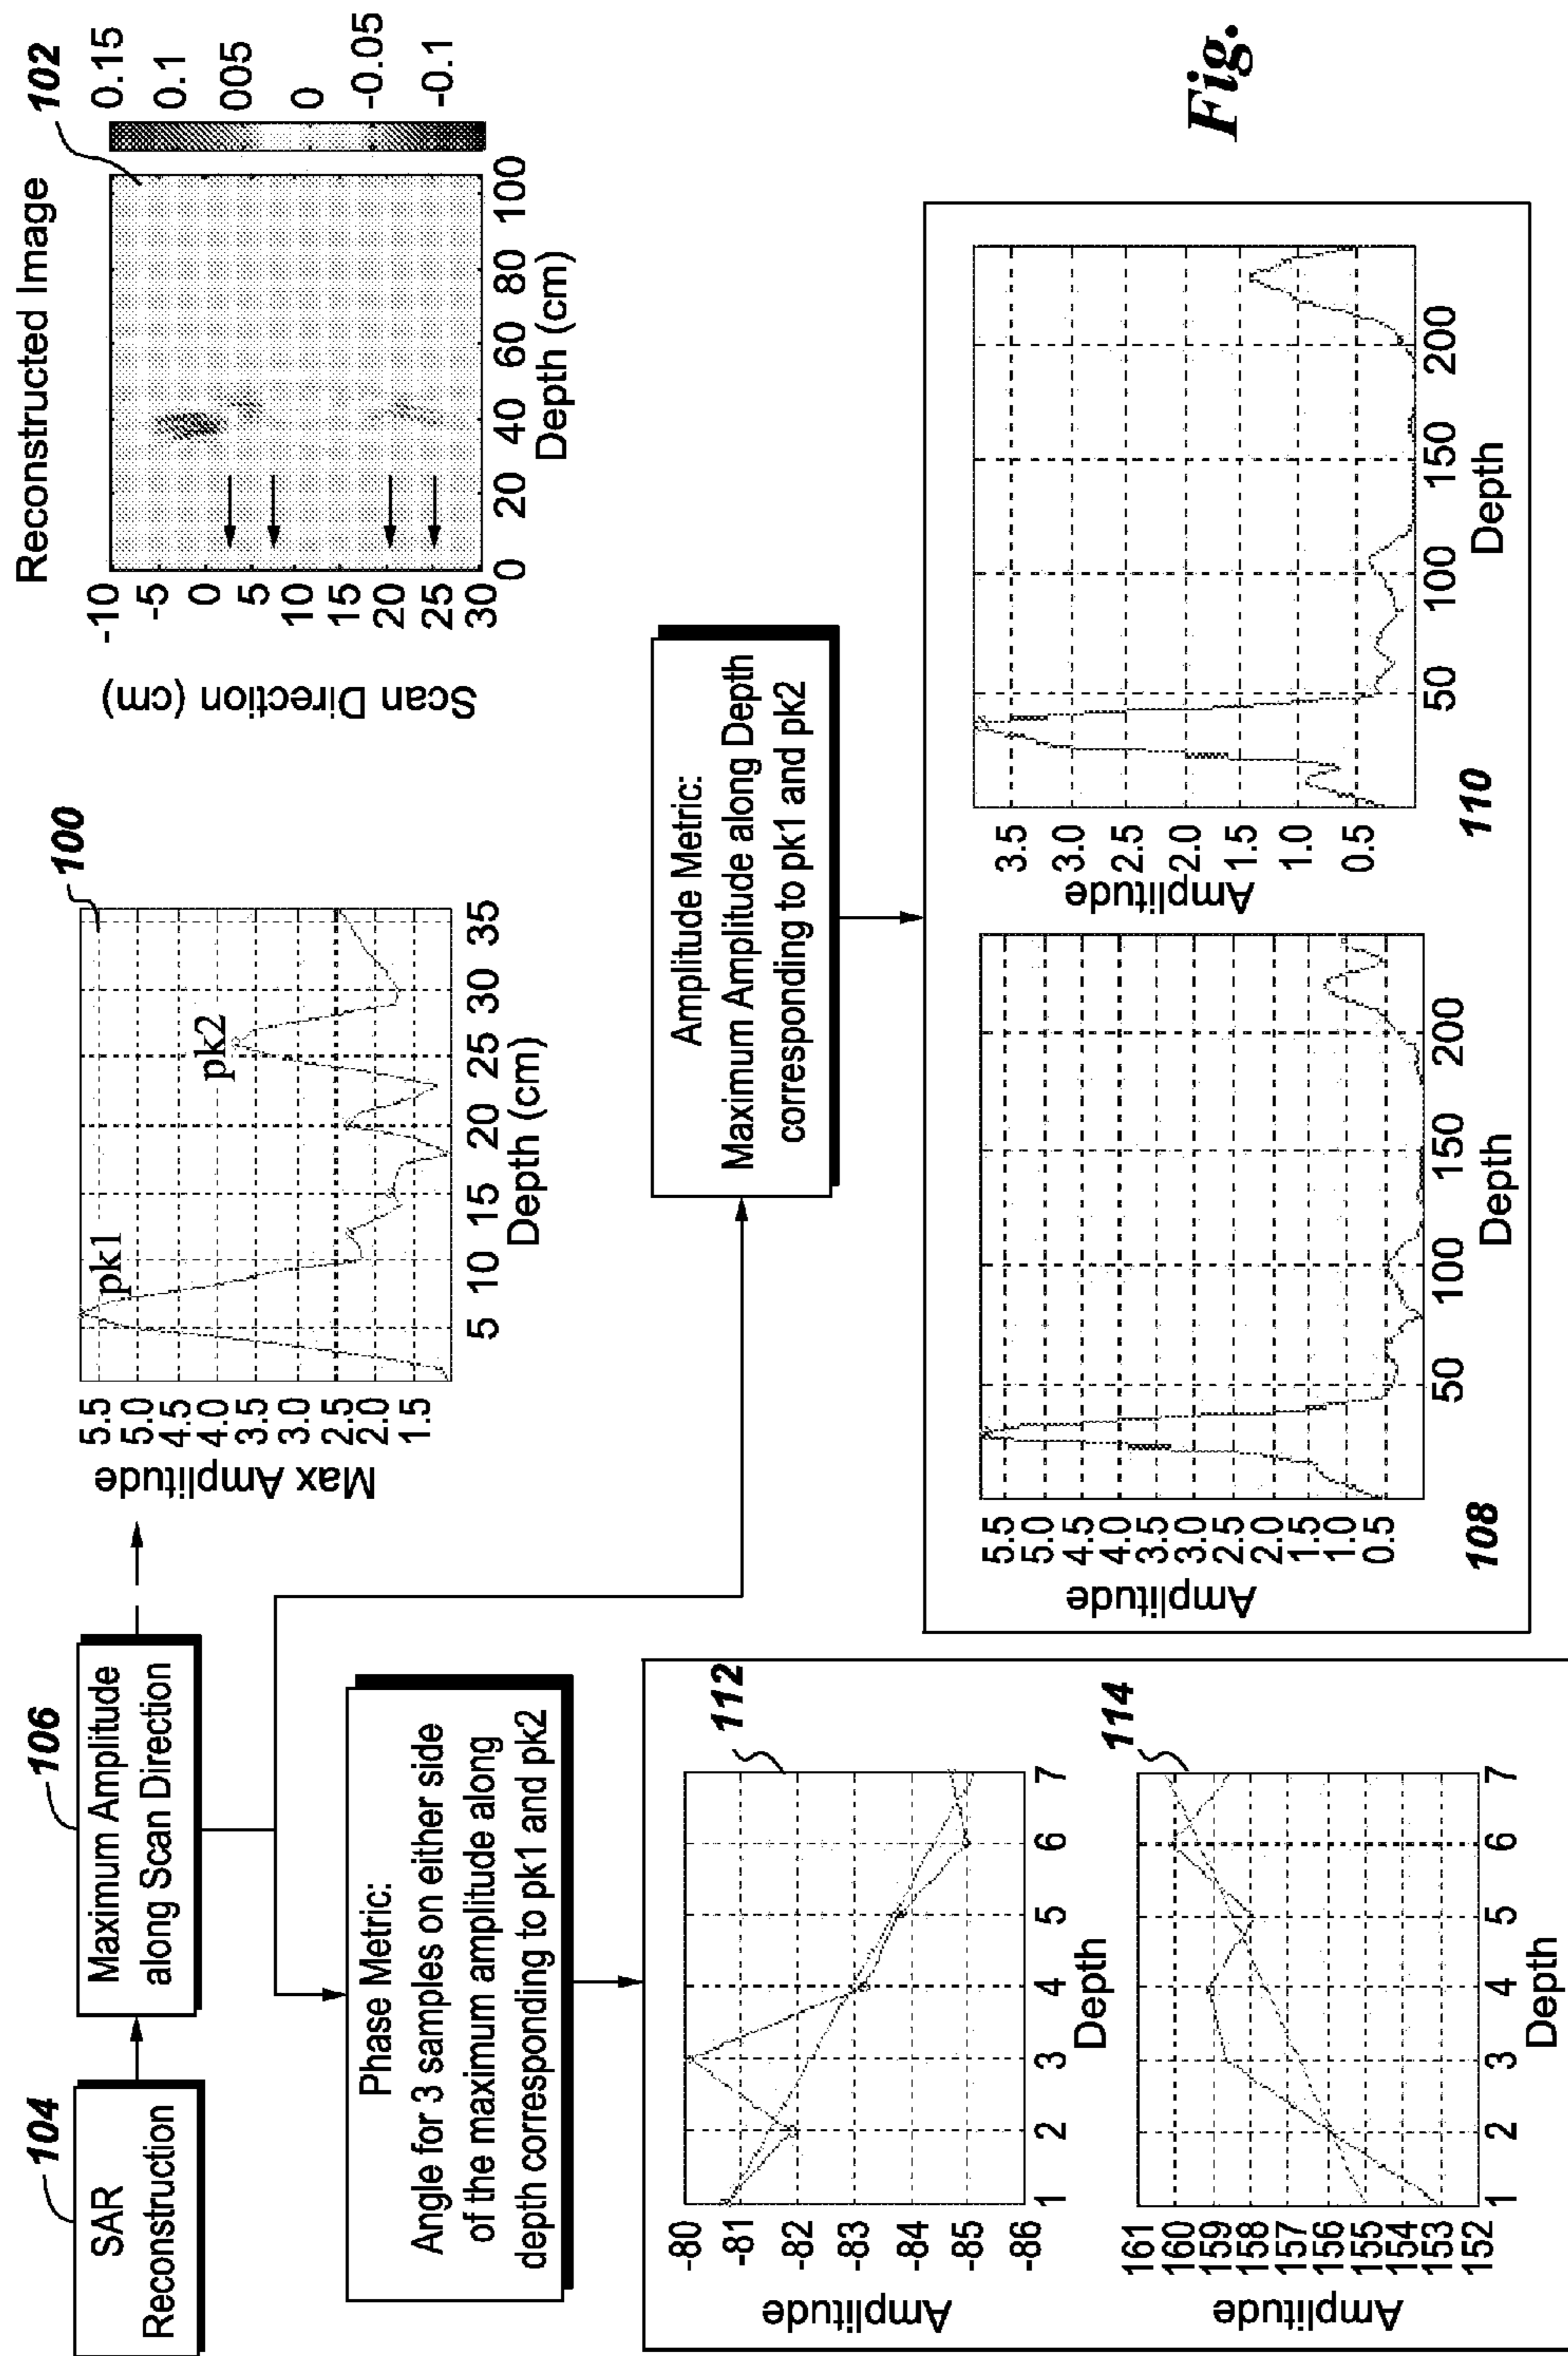 104
SAR
Reconstruction
106
Maximum Amplitude
along Scan Direction
100
Max Amplitude
5.5
5.0
4.5
4.0
3.5
3.0
2.5
2.0
1.5
pk1
pk2
5 10 15 20 25 30 35
Depth (cm)
Reconstructed Image
102
Scan Direction (cm)
-10
-5
0
5
10
15
20
25
30
0 20 40 60 80 100
Depth (cm)
0.15
0.1
005
0
-0.05
-0.1
Phase Metric:
Angle for 3 samples on either side
of the maximum amplitude along
depth corresponding to pk1 and pk2
Amplitude Metric:
Maximum Amplitude along Depth
corresponding to pk1 and pk2
112
Amplitude
-80
-81
-82
-83
-84
-85
-86
1 2 3 4 5 6 7
Depth
114
Amplitude
161
160
159
158
157
156
155
154
153
152
1 2 3 4 5 6 7
Depth
Amplitude
5.5
5.0
4.5
4.0
3.5
3.0
2.5
2.0
1.5
1.0
0.5
50 100 150 200
Depth
108
Amplitude
3.5
3.0
2.5
2.0
1.5
1.0
0.5
50 100 150 200
Depth
110
Fig.